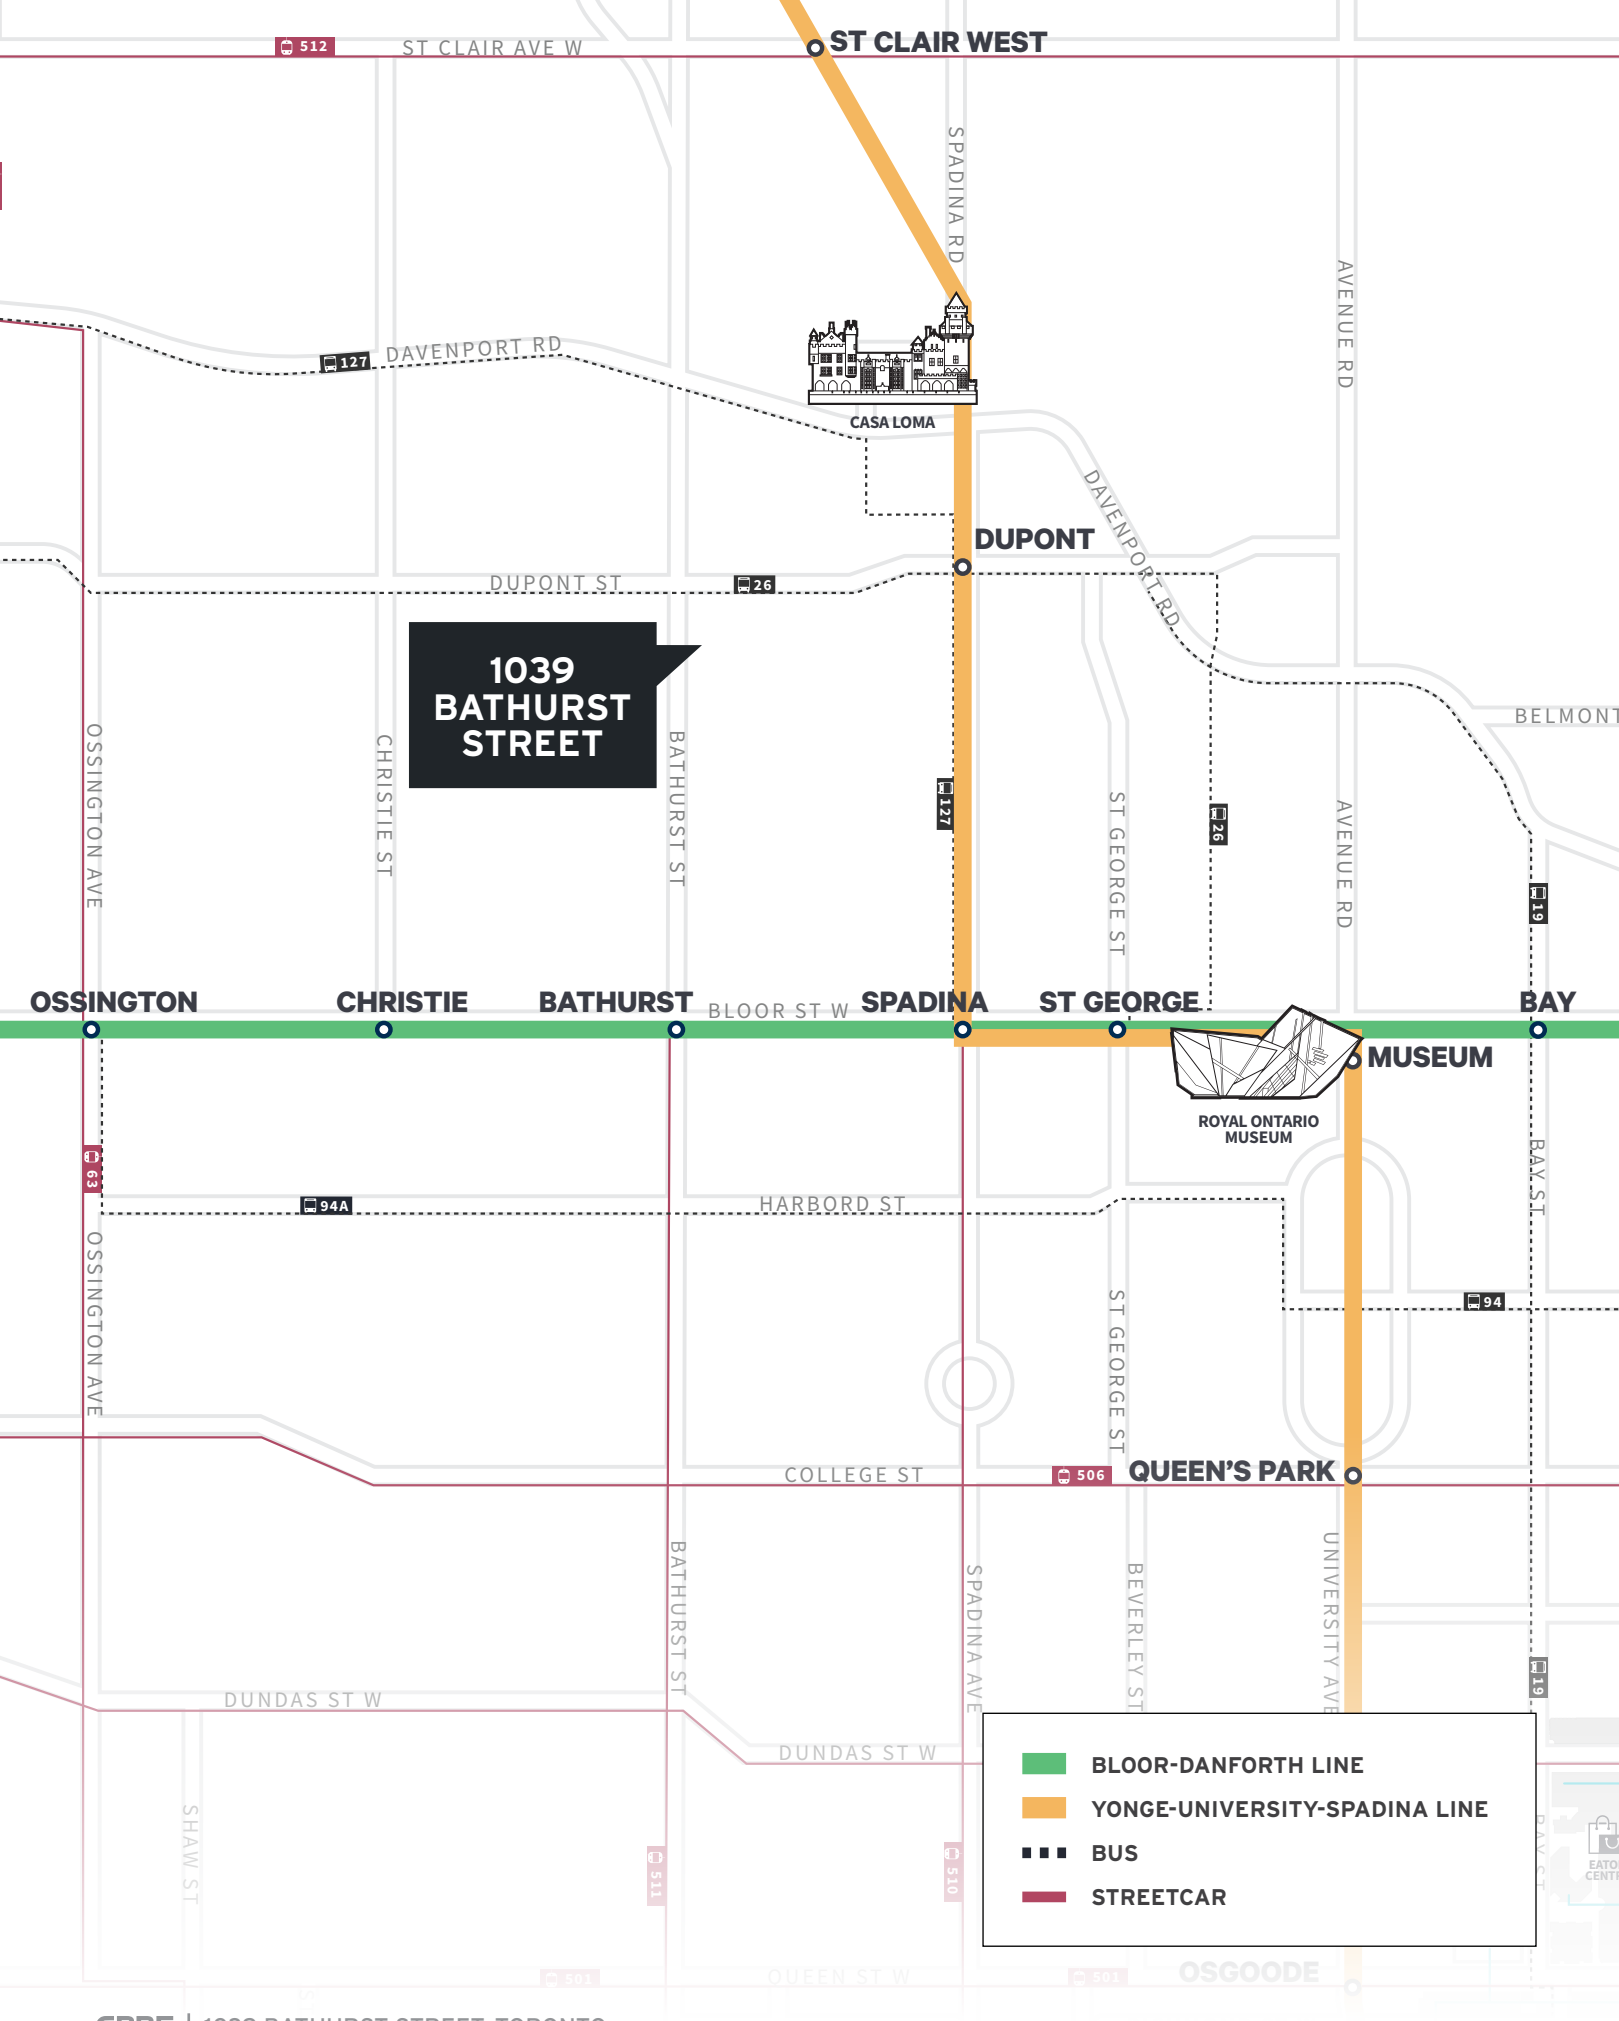 512
ST CLAIR AVE W
ST CLAIR WEST
SPADINA RD
AVENUE RD
127
DAVENPORT RD
CASA LOMA
DAVENPORT RD
DUPONT
DUPONT ST
26
1039
BATHURST
STREET
BELMONT
OSSINGTON AVE
CHRISTIE ST
BATHURST ST
127
ST GEORGE ST
26
AVENUE RD
19
OSSINGTON
CHRISTIE
BATHURST
BLOOR ST W
SPADINA
ST GEORGE
BAY
MUSEUM
ROYAL ONTARIO
MUSEUM
63
94A
HARBORD ST
BAY ST
OSSINGTON AVE
ST GEORGE ST
94
COLLEGE ST
506
QUEEN'S PARK
BATHURST ST
SPADINA AVE
BEVERLEY ST
UNIVERSITY AVE
19
DUNDAS ST W
DUNDAS ST W
SHAW ST
511
510
BLOOR-DANFORTH LINE
YONGE-UNIVERSITY-SPADINA LINE
BUS
STREETCAR
BAY ST
501
QUEEN ST W
501
OSGOODE